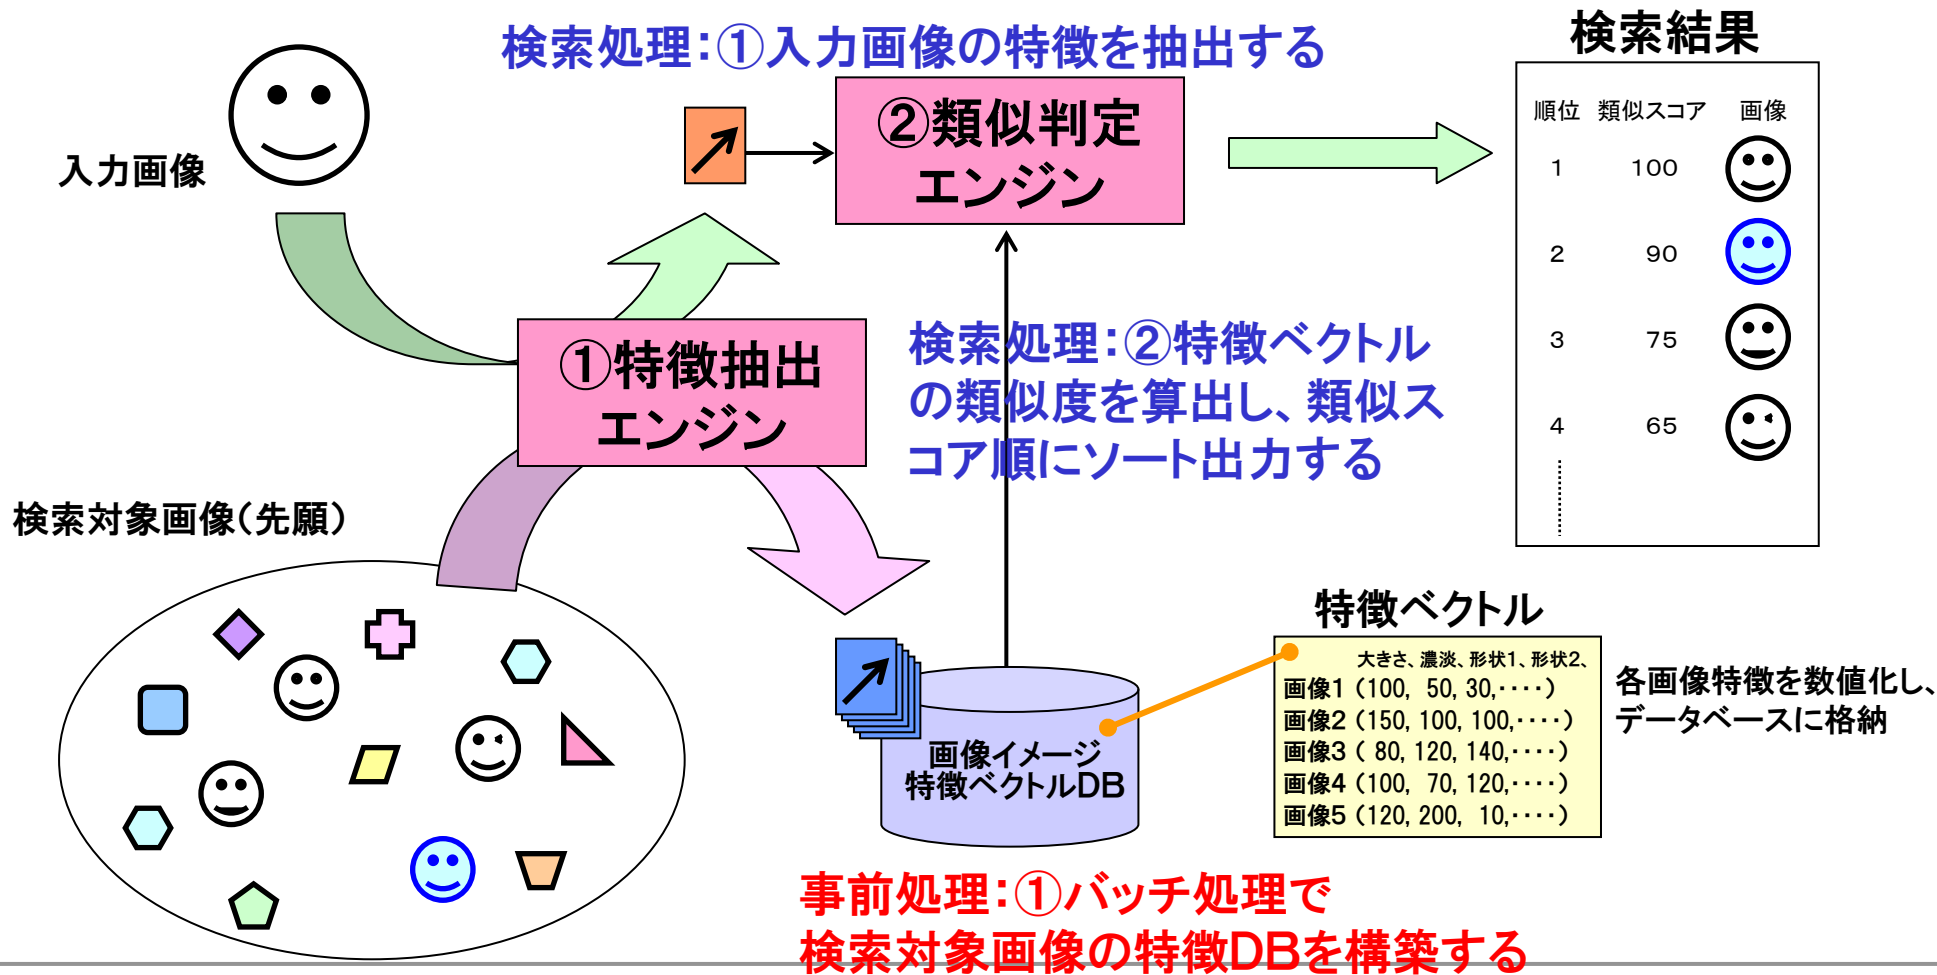 検索処理：①入力画像の特徴を抽出する
検索結果
入力画像
②類似判定
エンジン
順位 類似スコア 画像
1 100
2 90
3 75
4 65
①特徴抽出
エンジン
検索処理：②特徴ベクトル
の類似度を算出し、類似ス
コア順にソート出力する
検索対象画像（先願）
特徴ベクトル
大きさ、濃淡、形状1、形状2、
画像1（100, 50, 30,・・・・）
画像2（150, 100, 100,・・・・）
画像3（ 80, 120, 140,・・・・）
画像4（100, 70, 120,・・・・）
画像5（120, 200, 10,・・・・）
各画像特徴を数値化し、
データベースに格納
画像イメージ
特徴ベクトルDB
事前処理：①バッチ処理で
検索対象画像の特徴DBを構築する